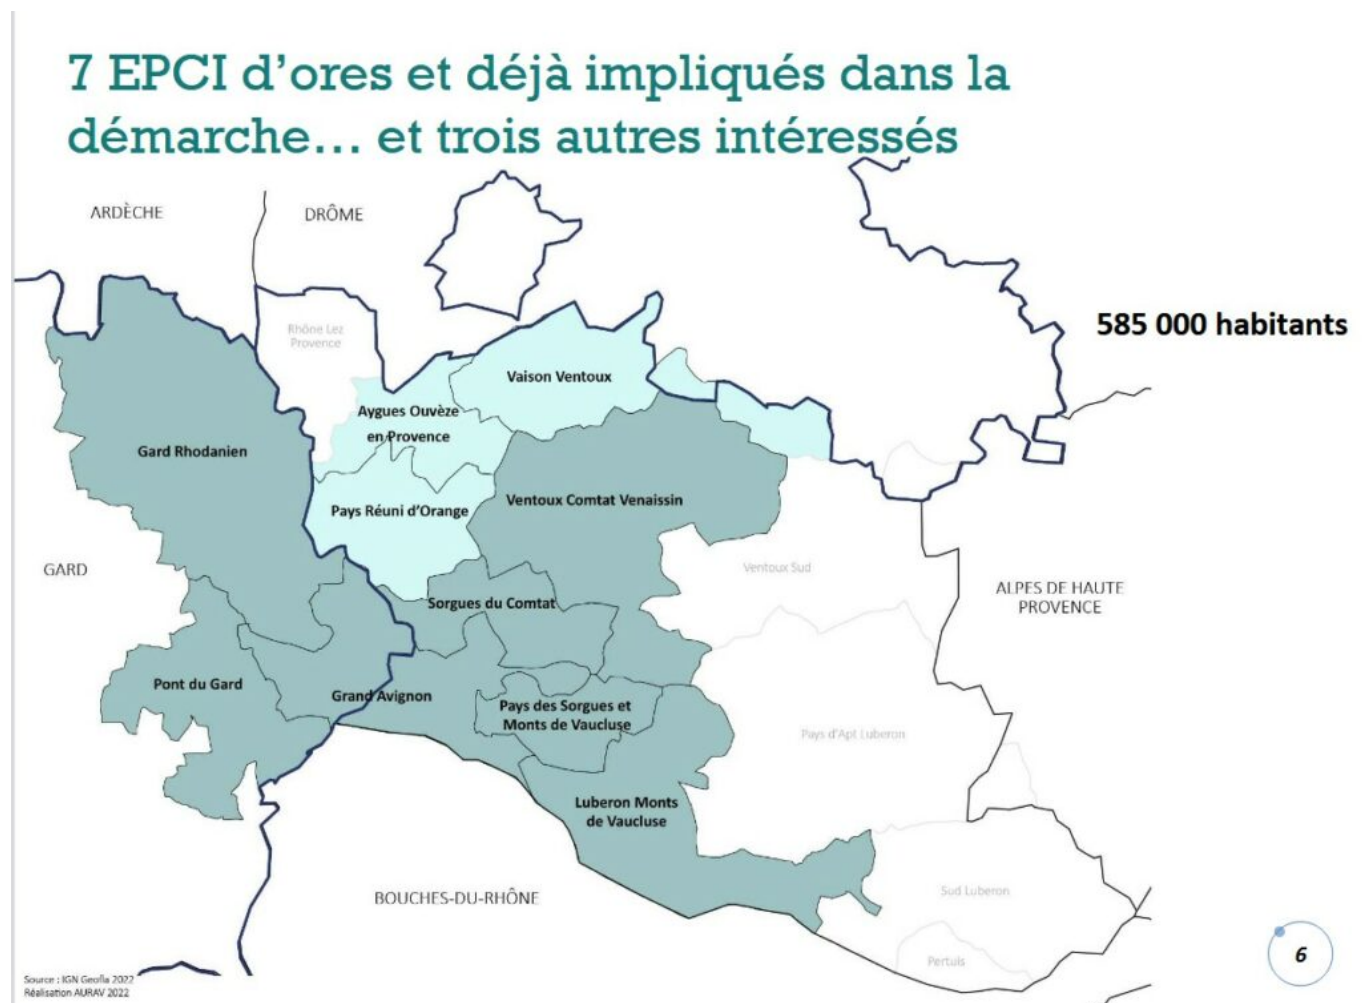 7 EPCI d'ores et déjà impliqués dans la
démarche... et trois autres intéressés
ARDÈCHE
DRÔME
585 000 habitants
Rhône Lez
Provence
Vaison Ventoux
Aygues Ouvèze
en Provence
Gard Rhodanien
Ventoux Comtat Venaissin
Pays Réuni d'Orange
GARD
Ventoux Sud
ALPES DE HAUTE
PROVENCE
Sorgues du Comtat
Pont du Gard
Grand Avignon
Pays des Sorgues et
Monts de Vaucluse
Pays d'Apt Luberon
Luberon Monts
de Vaucluse
BOUCHES-DU-RHÔNE
Sud Luberon
Pertuis
6
Source : IGN Geofla 2022
Réalisation AURAV 2022